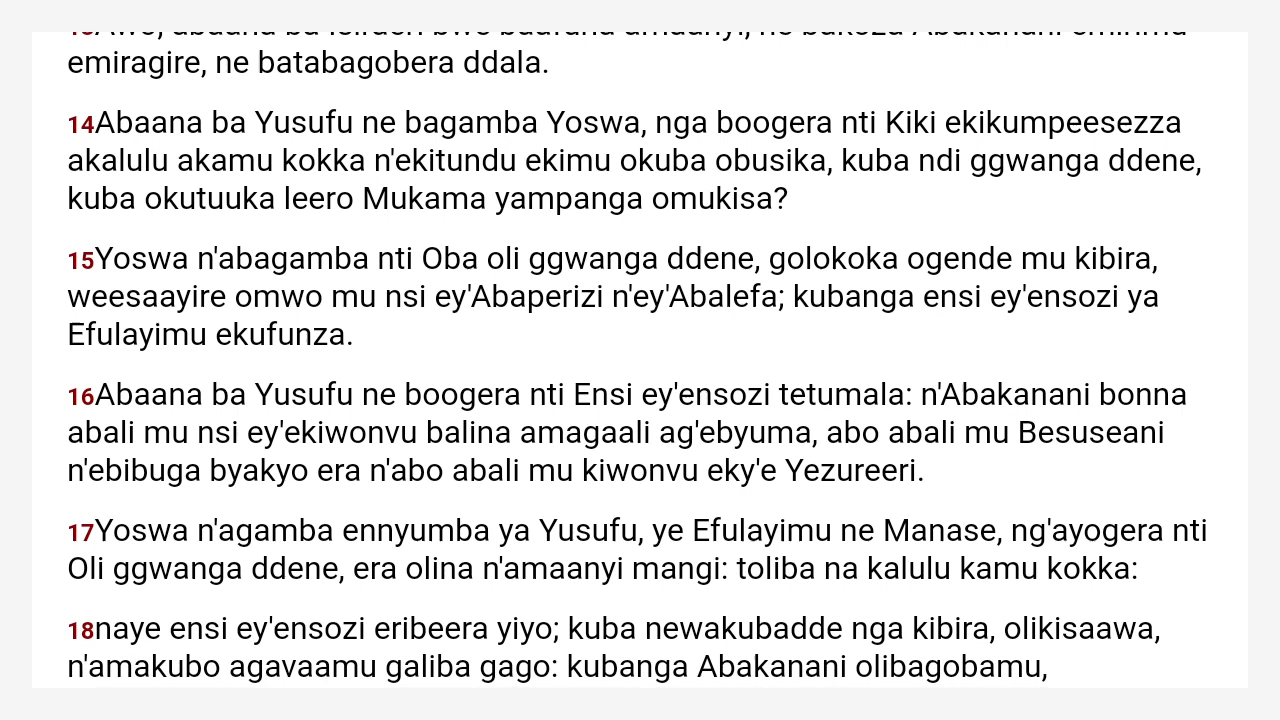 emiragire, ne batabagobera ddala.
14Abaana ba Yusufu ne bagamba Yoswa, nga boogera nti Kiki ekikumpeesezza
akalulu akamu kokka n'ekitundu ekimu okuba obusika, kuba ndi ggwanga ddene,
kuba okutuuka leero Mukama yampanga omukisa?
15Yoswa n'abagamba nti Oba oli ggwanga ddene, golokoka ogende mu kibira,
weesaayire omwo mu nsi ey'Abaperizi n'ey'Abalefa; kubanga ensi ey'ensozi ya
Efulayimu ekufunza.
16Abaana ba Yusufu ne boogera nti Ensi ey'ensozi tetumala: n'Abakanani bonna
abali mu nsi ey'ekiwonvu balina amagaali ag'ebyuma, abo abali mu Besuseani
n'ebibuga byakyo era n'abo abali mu kiwonvu eky'e Yezureeri.
17Yoswa n'agamba ennyumba ya Yusufu, ye Efulayimu ne Manase, ng'ayogera nti
Oli ggwanga ddene, era olina n'amaanyi mangi: toliba na kalulu kamu kokka:
18naye ensi ey'ensozi eribeera yiyo; kuba newakubadde nga kibira, olikisaawa,
n'amakubo agavaamu galiba gago: kubanga Abakanani olibagobamu,